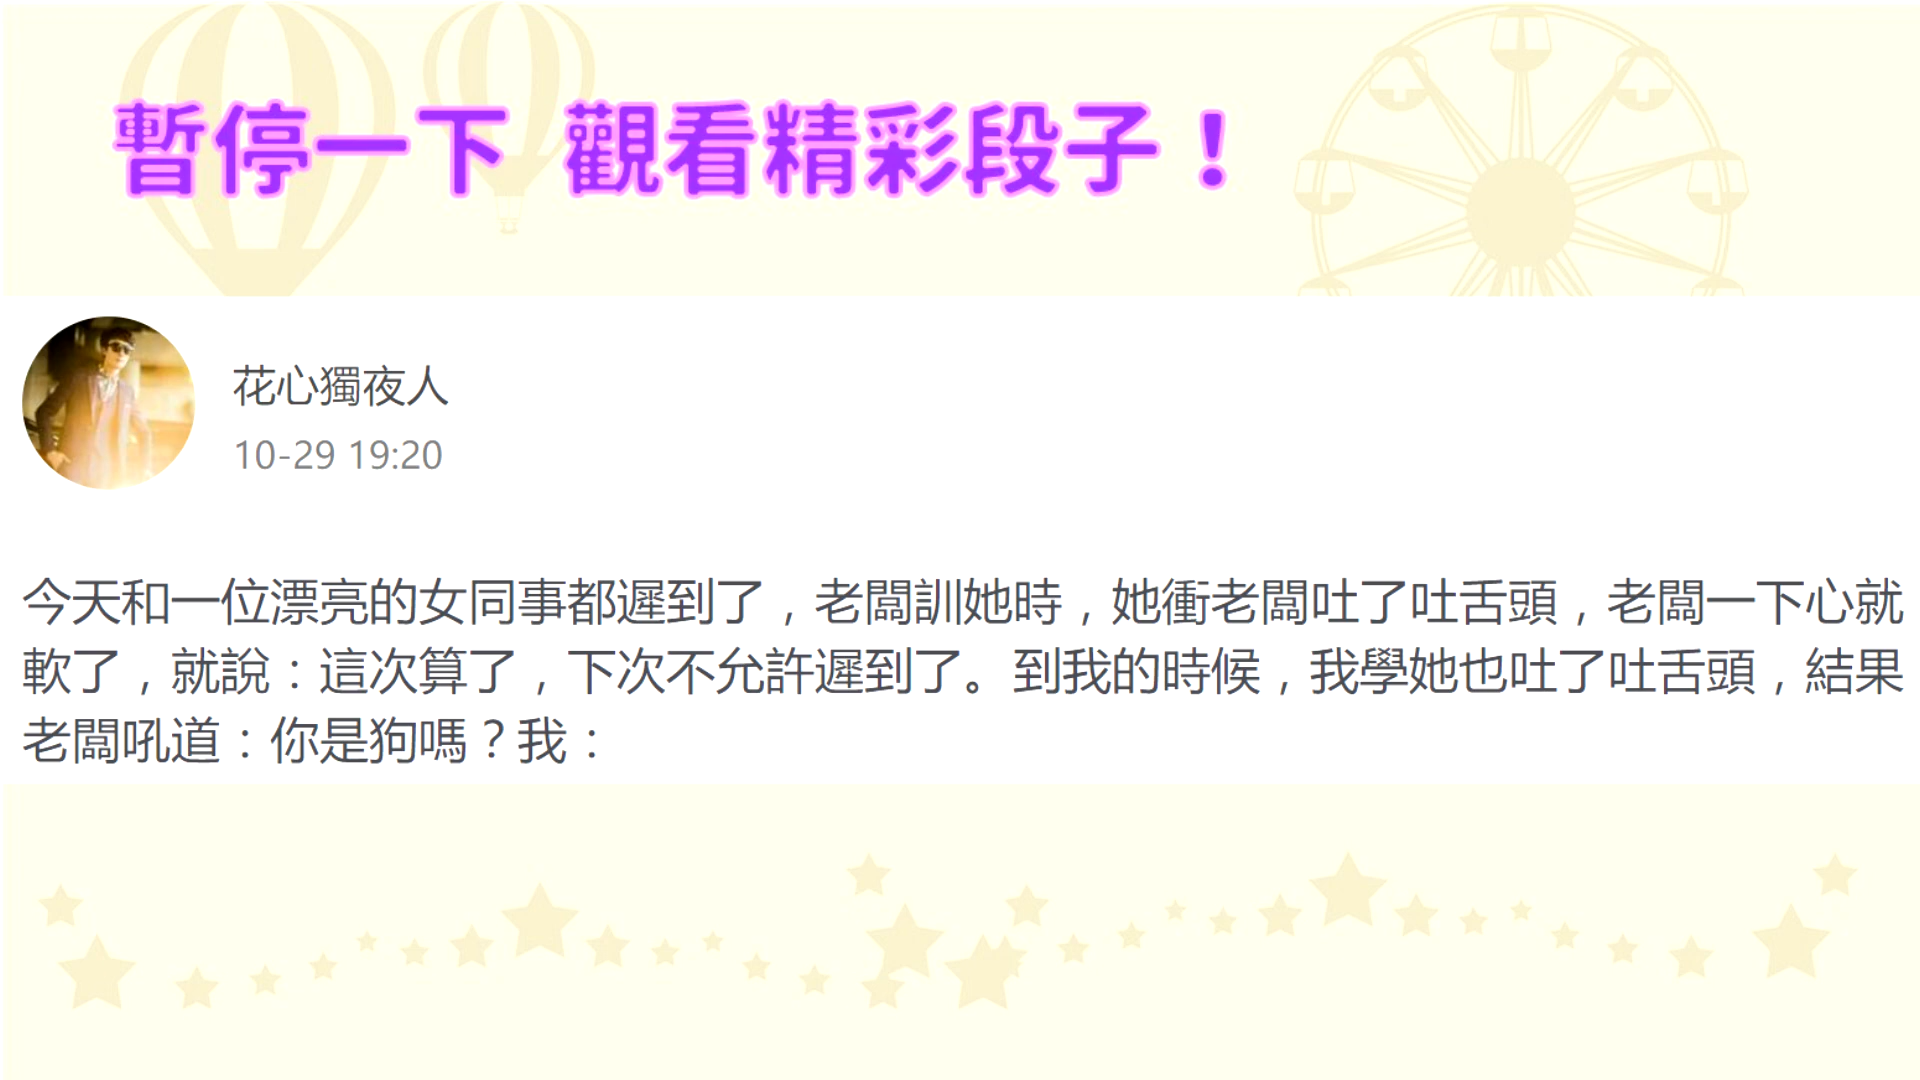 暫停一下 觀看精彩段子！
花心獨夜人
10-29 19:20
今天和一位漂亮的女同事都遲到了，老闆訓她時，她衝老闆吐了吐舌頭，老闆一下心就
軟了，就說：這次算了，下次不允許遲到了。到我的時候，我學她也吐了吐舌頭，結果
老闆吼道：你是狗嗎？我：